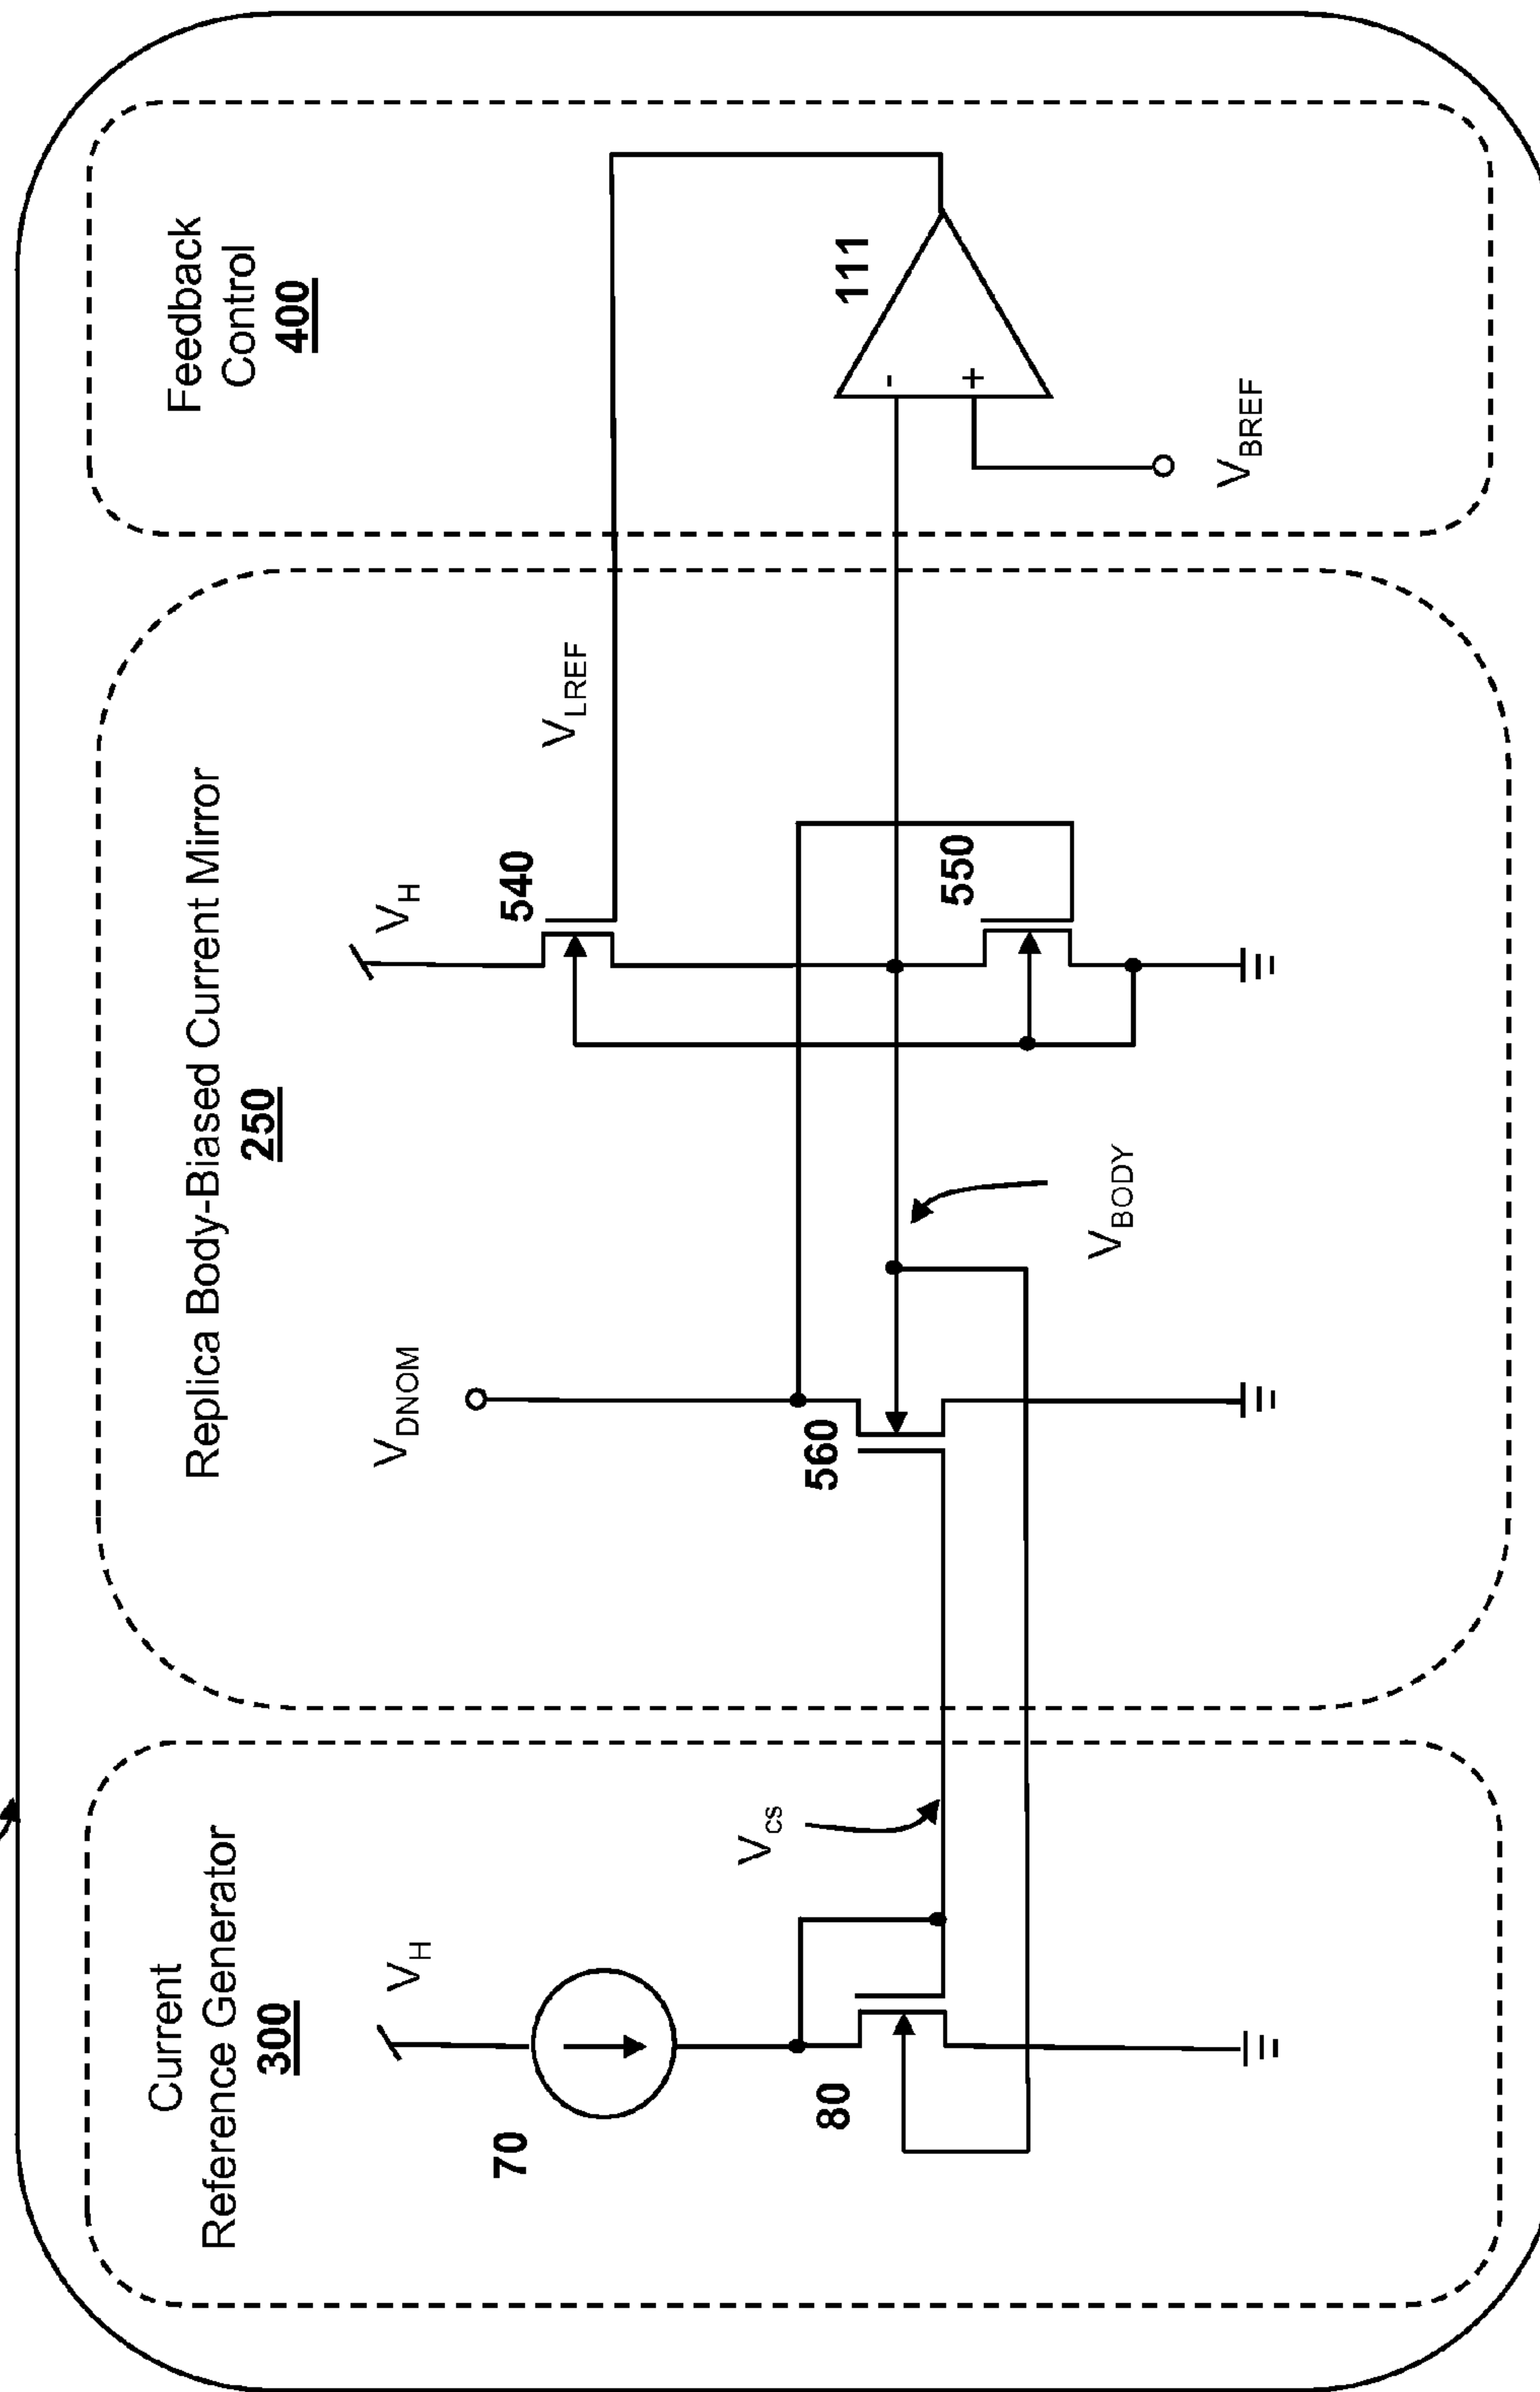 Current
Reference Generator
300
V_H
70
80
V_CS
Replica Body-Biased Current Mirror
250
V_DNOM
560
V_BODY
V_H
540
550
V_LREF
Feedback
Control
400
111
-
+
V_BREF